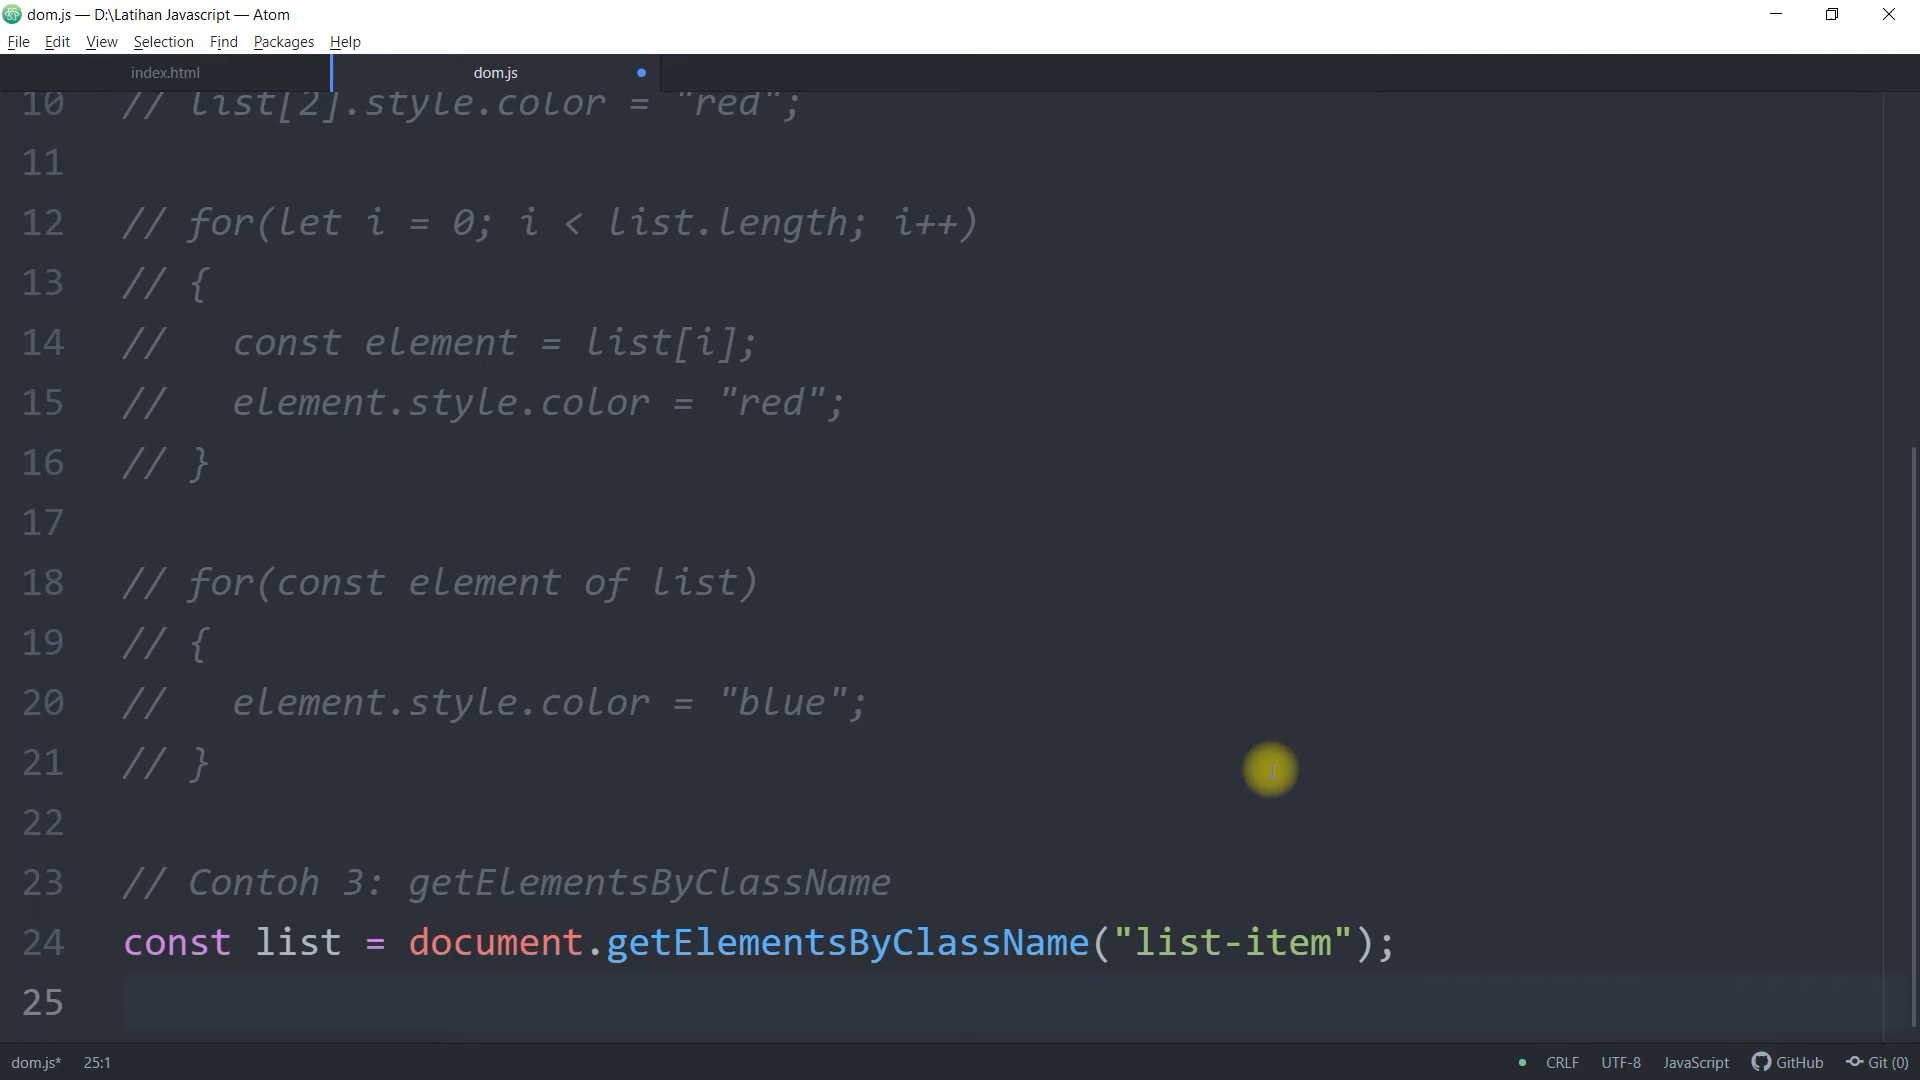 dom.js — D:\Latihan Javascript — Atom
File Edit View Selection Find Packages Help
index.html dom.js
10 // list[2].style.color = "red";
11
12 // for(let i = 0; i < list.length; i++)
13 // {
14 //   const element = list[i];
15 //   element.style.color = "red";
16 // }
17
18 // for(const element of list)
19 // {
20 //   element.style.color = "blue";
21 // }
22
23 // Contoh 3: getElementsByClassName
24 const list = document.getElementsByClassName("list-item");
25
dom.js* 25:1 CRLF UTF-8 JavaScript GitHub Git (0)